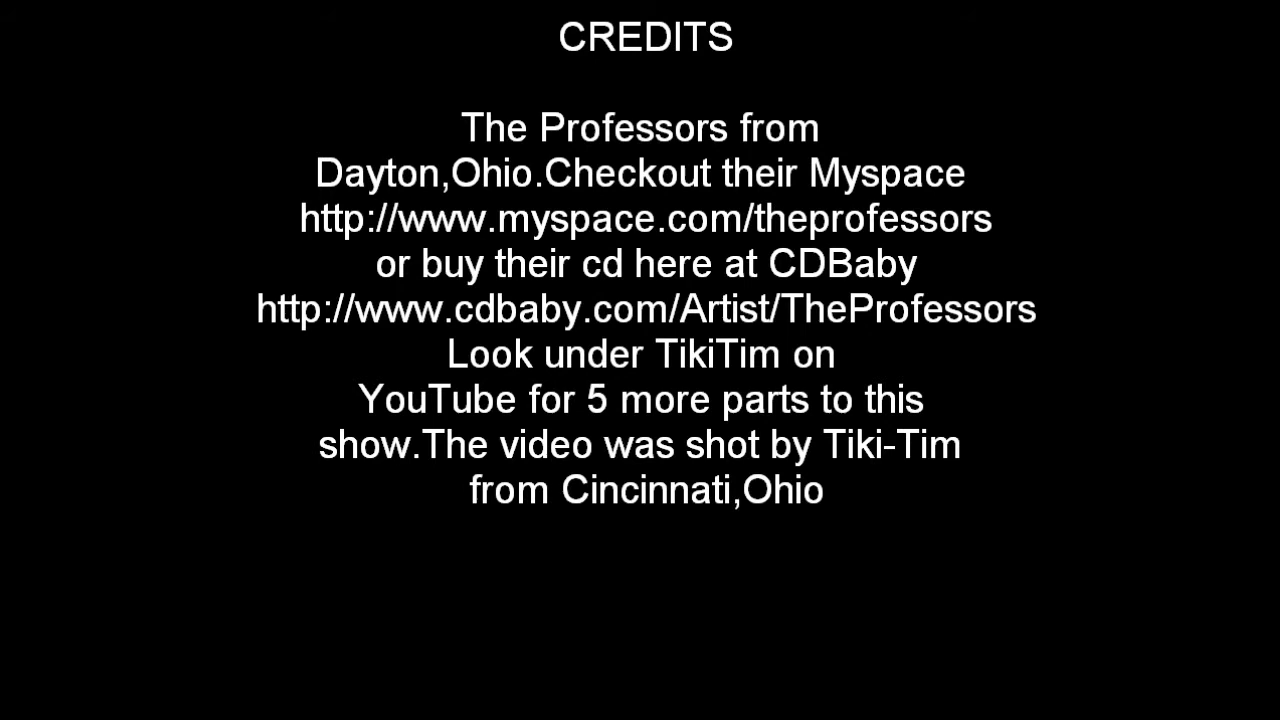 CREDITS
The Professors from
Dayton,Ohio.Checkout their Myspace
http://www.myspace.com/theprofessors
or buy their cd here at CDBaby
http://www.cdbaby.com/Artist/TheProfessors
Look under TikiTim on
YouTube for 5 more parts to this
show.The video was shot by Tiki-Tim
from Cincinnati,Ohio